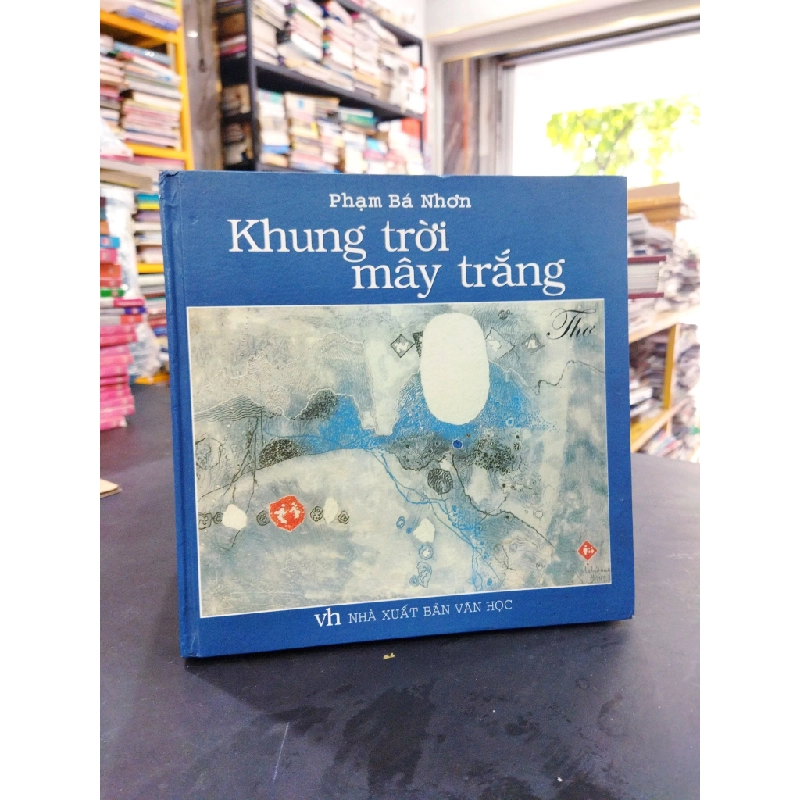 Phạm Bá Nhơn
Khung trời
mây trắng
Thơ
vh NHÀ XUẤT BẢN VĂN HỌC